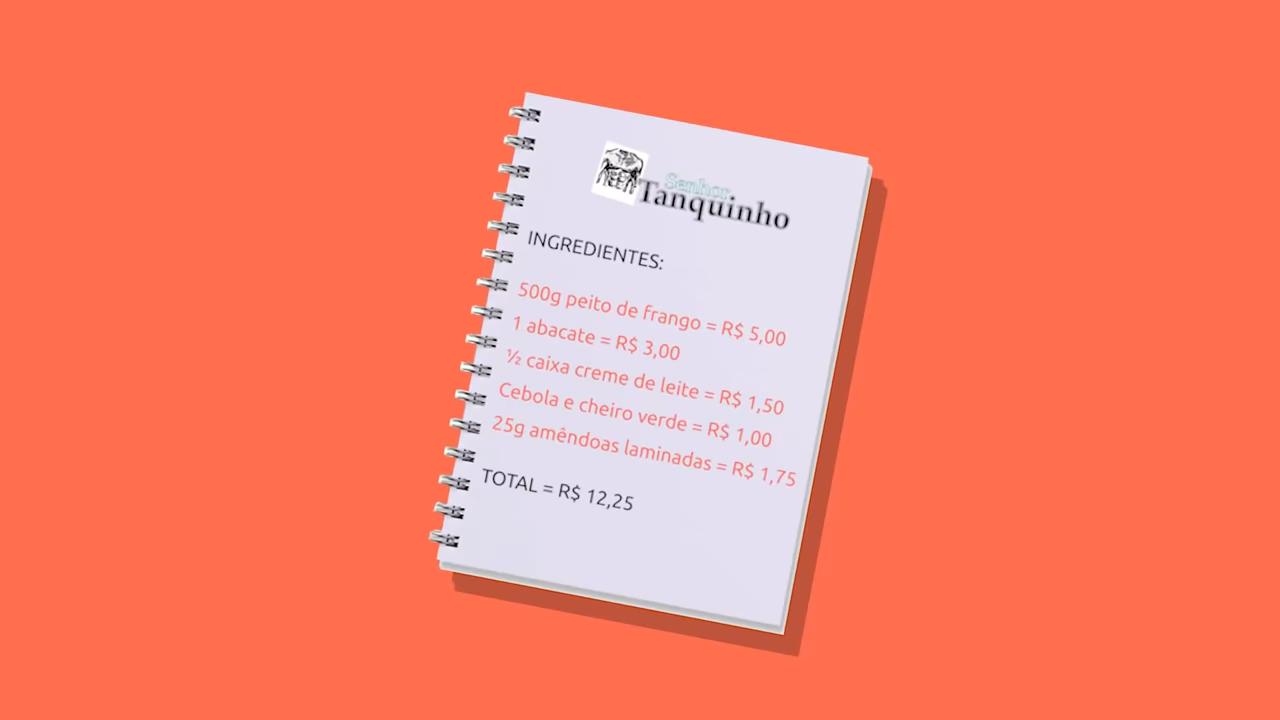 Senhor
Tanquinho
INGREDIENTES:
500g peito de frango = R$ 5,00
1 abacate = R$ 3,00
½ caixa creme de leite = R$ 1,50
Cebola e cheiro verde = R$ 1,00
25g amêndoas laminadas = R$ 1,75
TOTAL = R$ 12,25